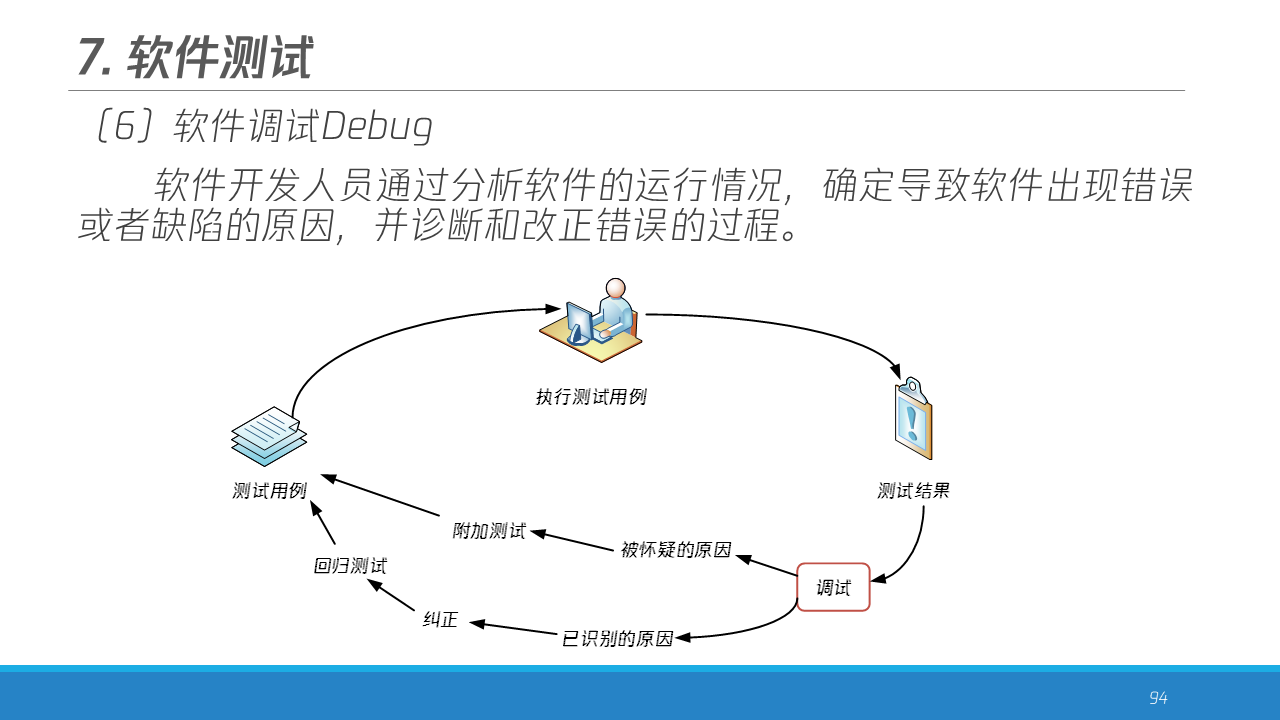 7. 软件测试
（6）软件调试Debug
软件开发人员通过分析软件的运行情况，确定导致软件出现错误
或者缺陷的原因，并诊断和改正错误的过程。
执行测试用例
测试用例
测试结果
附加测试
被怀疑的原因
回归测试
调试
纠正
已识别的原因
94